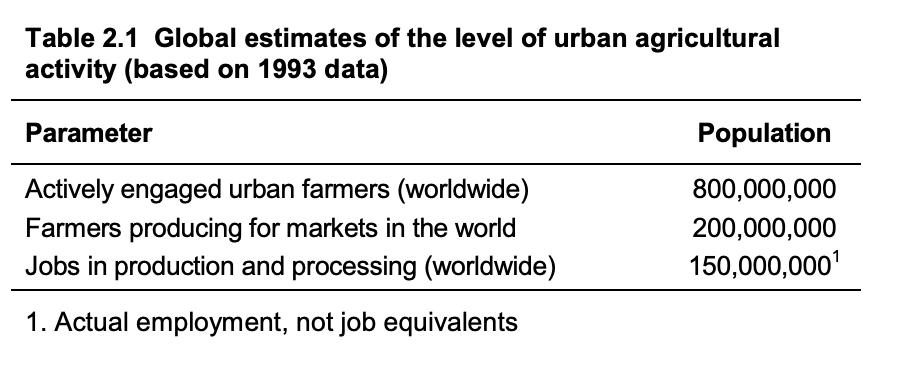 Table 2.1 Global estimates of the level of urban agricultural
activity (based on 1993 data)
Parameter Population
Actively engaged urban farmers (worldwide) 800,000,000
Farmers producing for markets in the world 200,000,000
Jobs in production and processing (worldwide) 150,000,000¹
1. Actual employment, not job equivalents